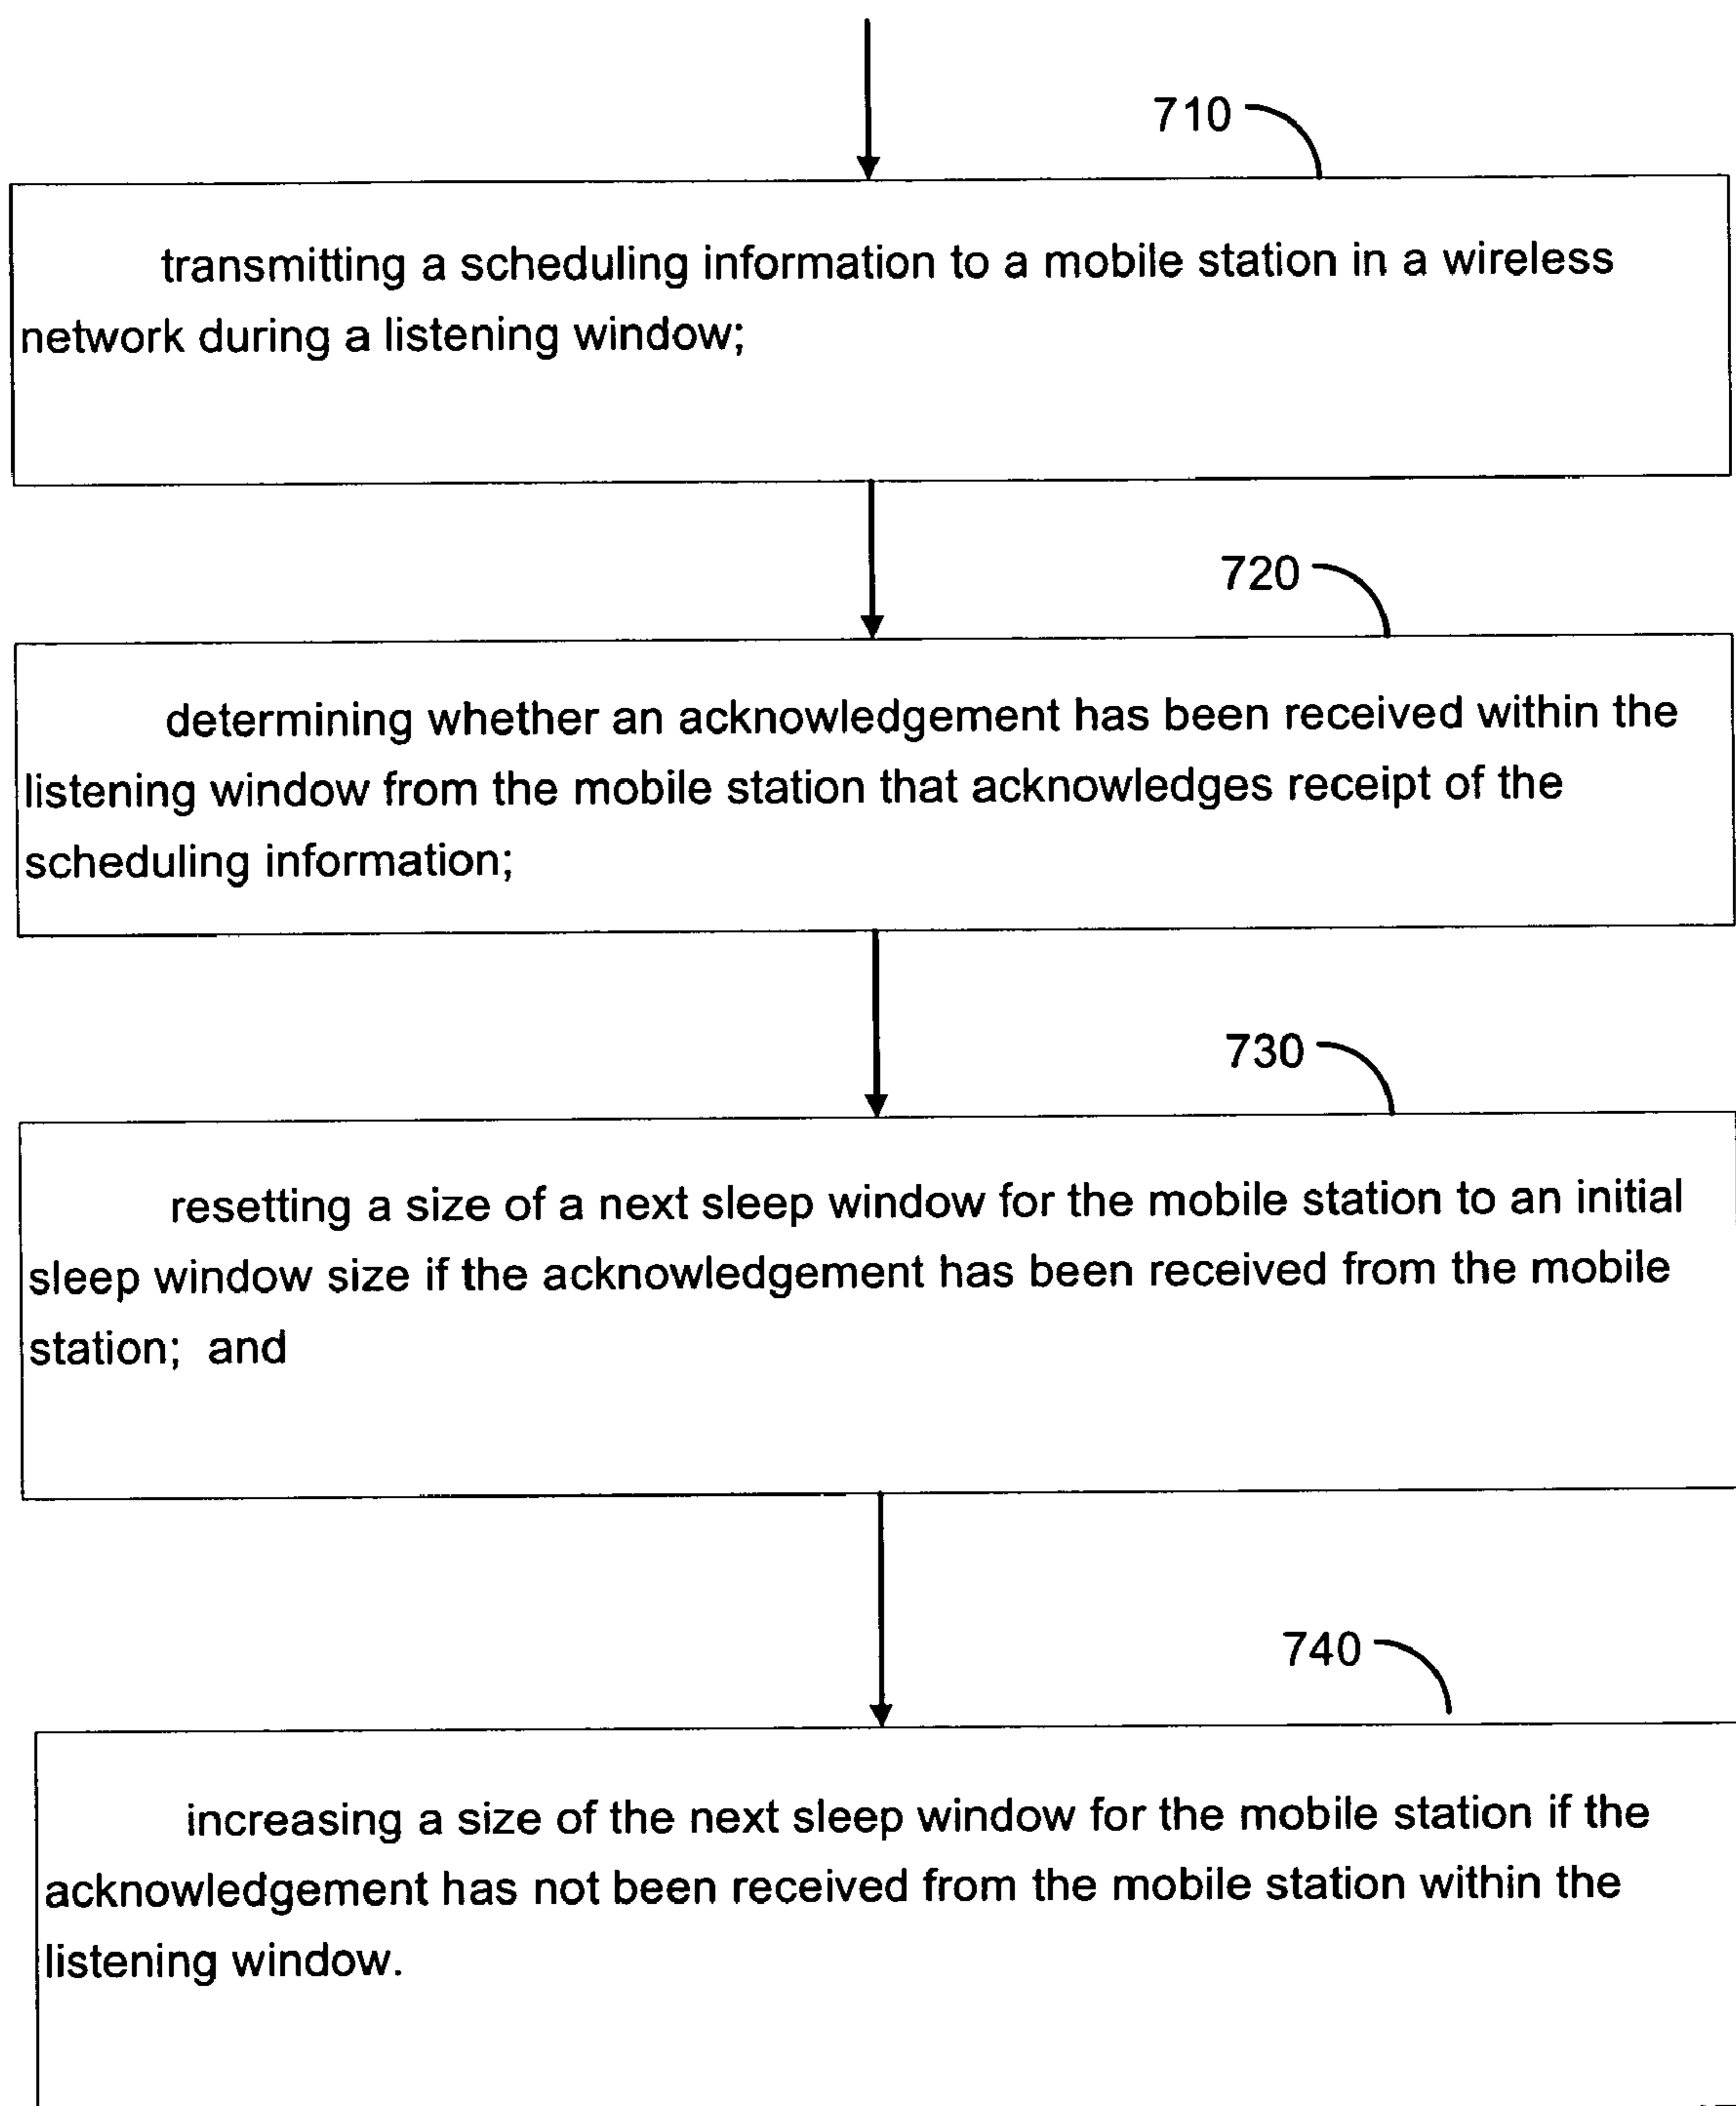 710
transmitting a scheduling information to a mobile station in a wireless
network during a listening window;
720
determining whether an acknowledgement has been received within the
listening window from the mobile station that acknowledges receipt of the
scheduling information;
730
resetting a size of a next sleep window for the mobile station to an initial
sleep window size if the acknowledgement has been received from the mobile
station; and
740
increasing a size of the next sleep window for the mobile station if the
acknowledgement has not been received from the mobile station within the
listening window.